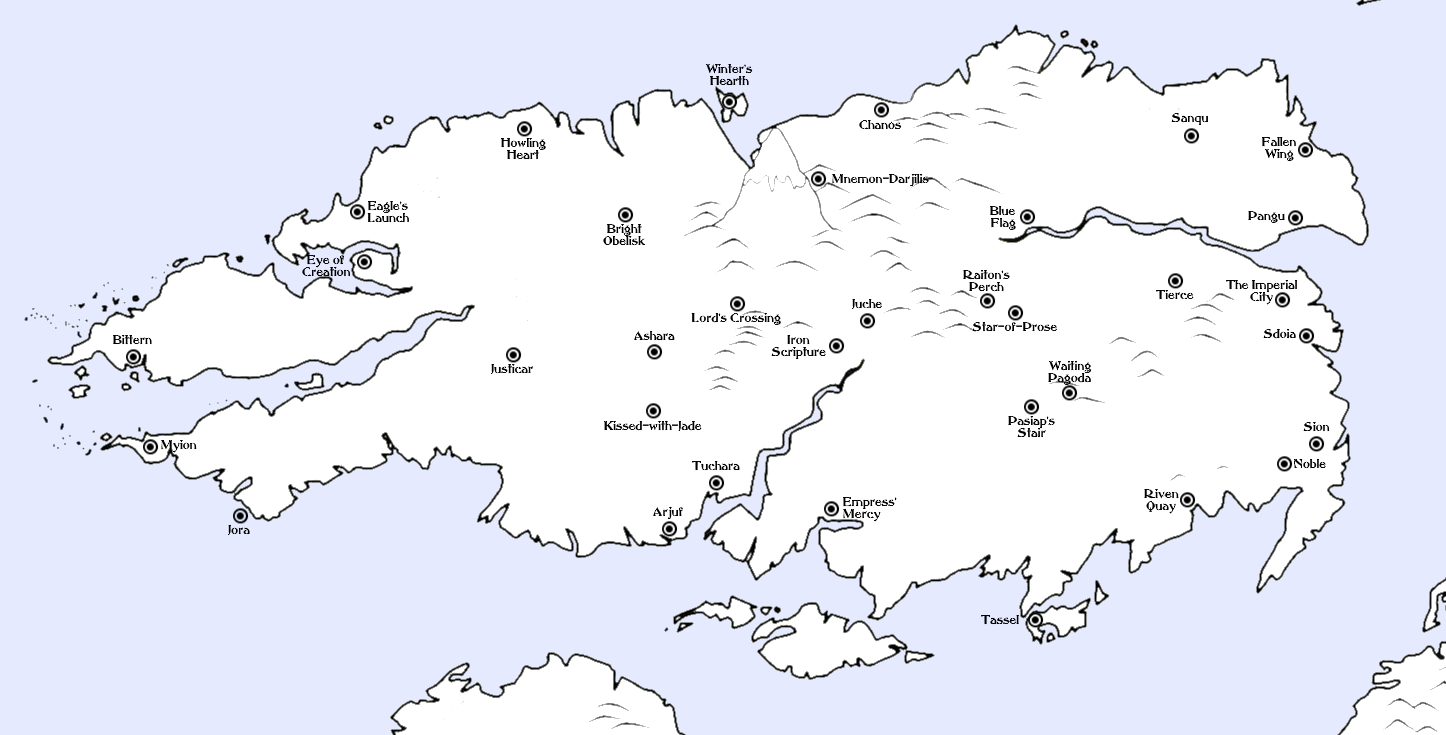 Winter's
Hearth
Chanos
Sanqu
Howling
Heart
Fallen
Wing
Mnemon-Darjilis
Eagle's
Launch
Blue
Flag
Pangu
Bright
Obelisk
Eye of
Creation
Raiton's
Perch
Tierce
The Imperial
City
Juche
Lord's Crossing
Star-of-Prose
Sdoia
Bittern
Ashara
Iron
Scripture
Justicar
Waiting
Pagoda
Kissed-with-Jade
Pasiap's
Stair
Sion
Myion
Noble
Tuchara
Riven
Quay
Empress'
Mercy
Arjuf
Jora
Tassel